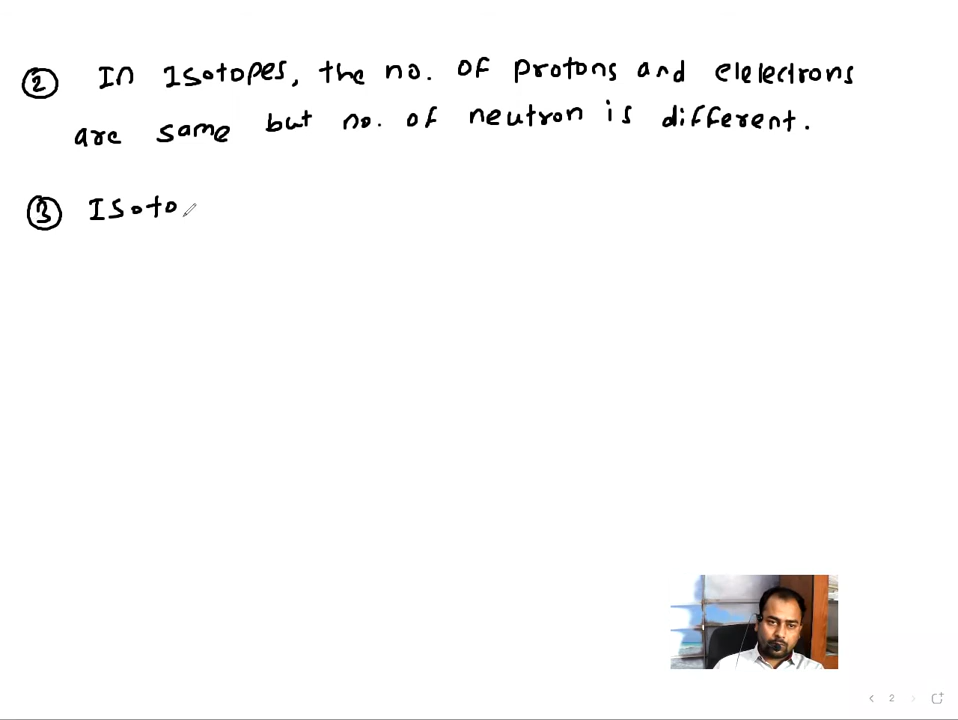 ② In Isotopes, the no. of protons and elelectrons
are same but no. of neutron is different.
③ Isoto
2